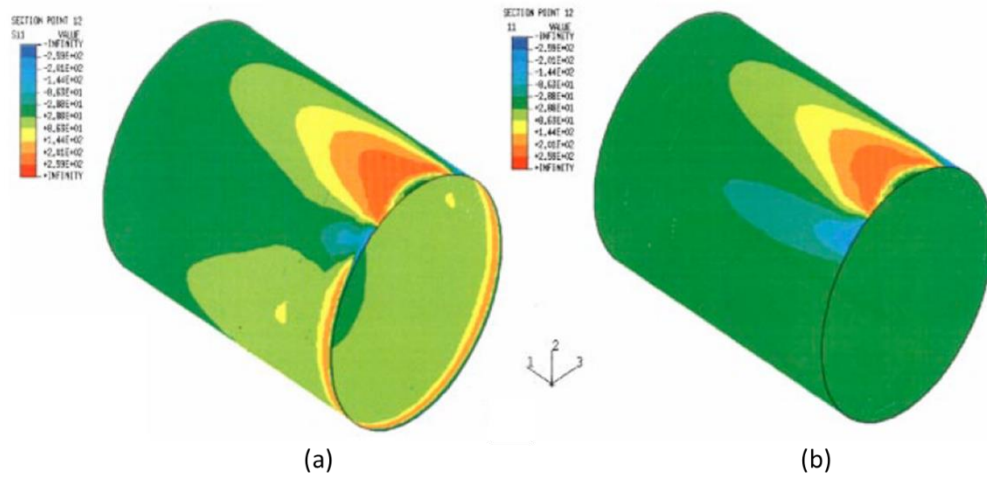 SECTION POINT 12
S11 VALUE
-INFINITY
-2.59E+02
-2.01E+02
-1.44E+02
-8.63E+01
-2.88E+01
+2.88E+01
+8.63E+01
+1.44E+02
+2.01E+02
+2.59E+02
+INFINITY
SECTION POINT 12
11 VALUE
-INFINITY
-2.59E+02
-2.01E+02
-1.44E+02
-8.63E+01
-2.88E+01
+2.88E+01
+8.63E+01
+1.44E+02
+2.01E+02
+2.58E+02
+INFINITY
1 2 3
(a)
(b)